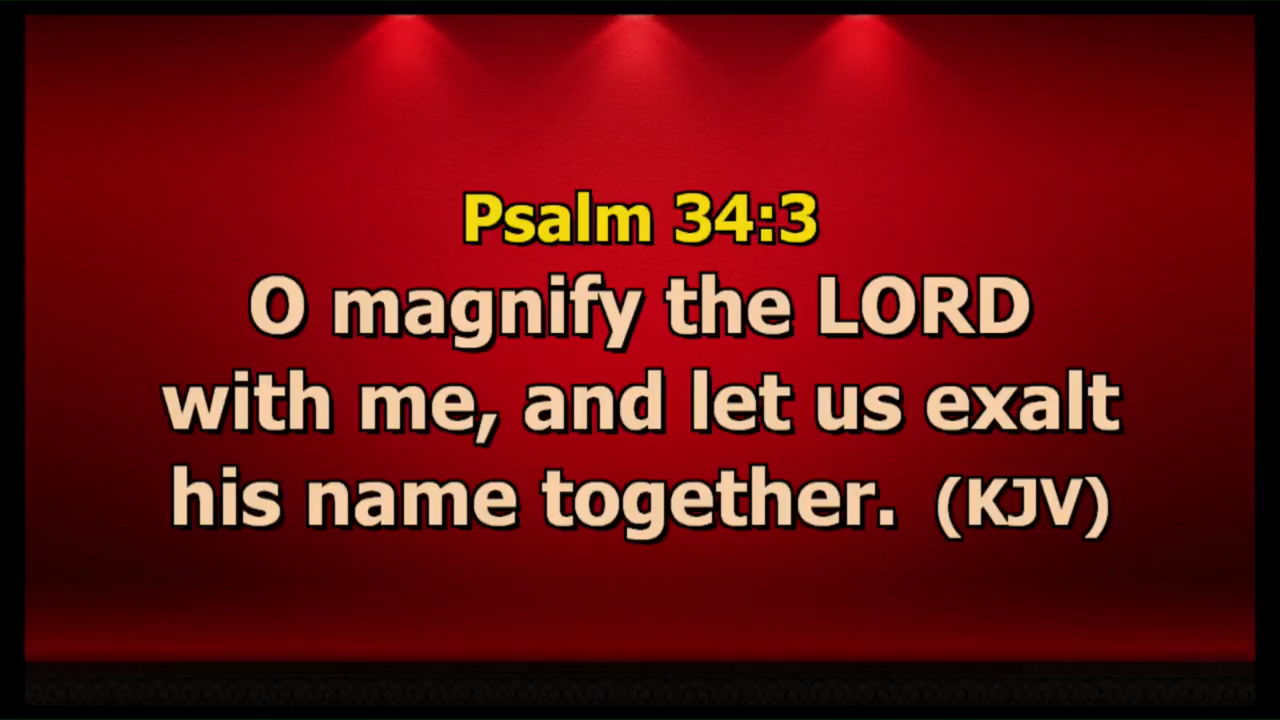 Psalm 34:3
O magnify the LORD
with me, and let us exalt
his name together. (KJV)